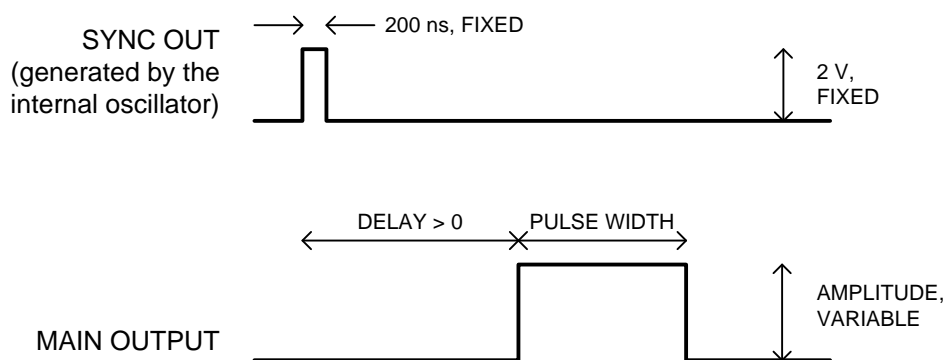 200 ns, FIXED
SYNC OUT
(generated by the
internal oscillator)
2 V,
FIXED
DELAY > 0
PULSE WIDTH
AMPLITUDE,
VARIABLE
MAIN OUTPUT